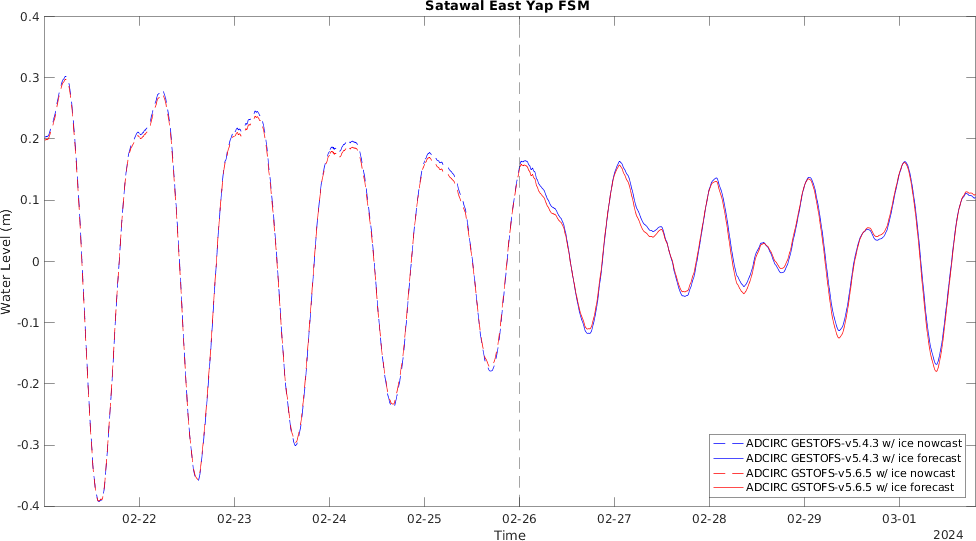 Satawal East Yap FSM
0.4
0.3
0.2
0.1
0
-0.1
-0.2
-0.3
-0.4
Water Level (m)
ADCIRC GESTOFS-v5.4.3 w/ ice nowcast
ADCIRC GESTOFS-v5.4.3 w/ ice forecast
ADCIRC GSTOFS-v5.6.5 w/ ice nowcast
ADCIRC GSTOFS-v5.6.5 w/ ice forecast
02-22 02-23 02-24 02-25 02-26 02-27 02-28 02-29 03-01
Time
2024